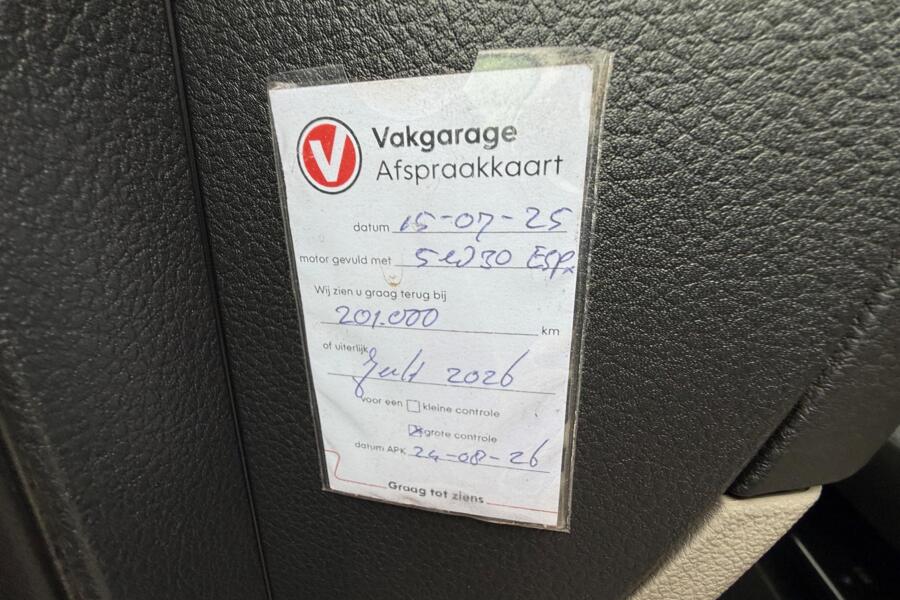 V
Vakgarage
Afspraakkaart
datum 15-07-25
motor gevuld met 5w30 ESP
Wij zien u graag terug bij
201.000 km
of uiterlijk
Juli 2026
voor een kleine controle
grote controle
datum APK 24-08-26
Graag tot ziens